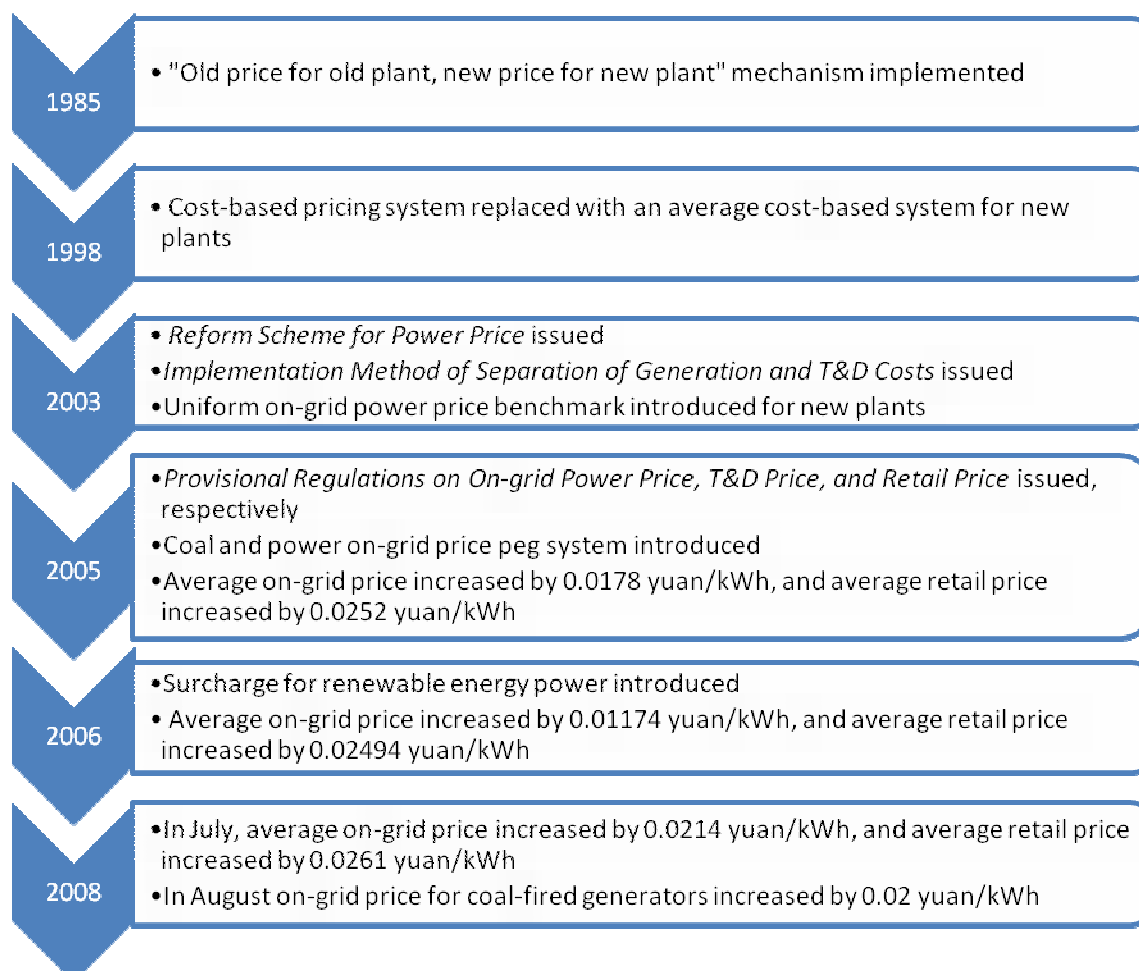 1985
• "Old price for old plant, new price for new plant" mechanism implemented
1998
• Cost-based pricing system replaced with an average cost-based system for new
plants
2003
• Reform Scheme for Power Price issued
•Implementation Method of Separation of Generation and T&D Costs issued
•Uniform on-grid power price benchmark introduced for new plants
2005
•Provisional Regulations on On-grid Power Price, T&D Price, and Retail Price issued,
respectively
•Coal and power on-grid price peg system introduced
•Average on-grid price increased by 0.0178 yuan/kWh, and average retail price
increased by 0.0252 yuan/kWh
2006
•Surcharge for renewable energy power introduced
• Average on-grid price increased by 0.01174 yuan/kWh, and average retail price
increased by 0.02494 yuan/kWh
2008
•In July, average on-grid price increased by 0.0214 yuan/kWh, and average retail price
increased by 0.0261 yuan/kWh
•In August on-grid price for coal-fired generators increased by 0.02 yuan/kWh